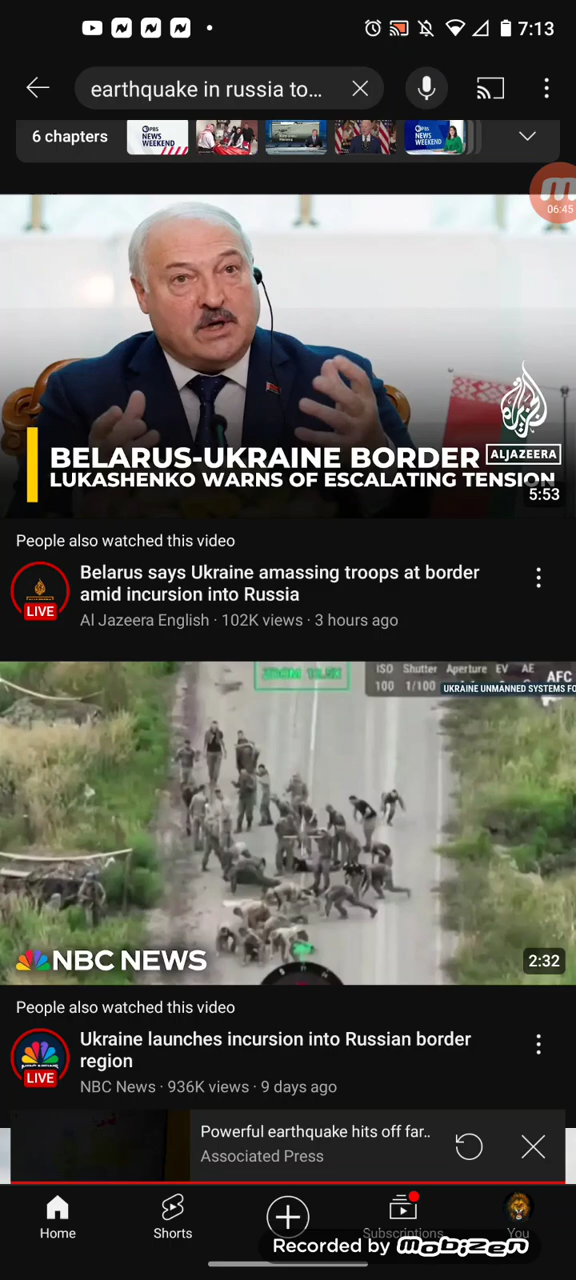 7:13
earthquake in russia to...
6 chapters
PBS NEWS WEEKEND
PBS NEWS WEEKEND
06:45
BELARUS-UKRAINE BORDER
LUKASHENKO WARNS OF ESCALATING TENSION
ALJAZEERA
5:53
People also watched this video
Belarus says Ukraine amassing troops at border
amid incursion into Russia
LIVE
Al Jazeera English · 102K views · 3 hours ago
ISO Shutter Aperture EV AE
100 1/100
AFC
UKRAINE UNMANNED SYSTEMS FO
NBC NEWS
2:32
People also watched this video
Ukraine launches incursion into Russian border
region
LIVE
NBC News · 936K views · 9 days ago
Powerful earthquake hits off far..
Associated Press
Home
Shorts
Subscriptions
You
Recorded by mobizen